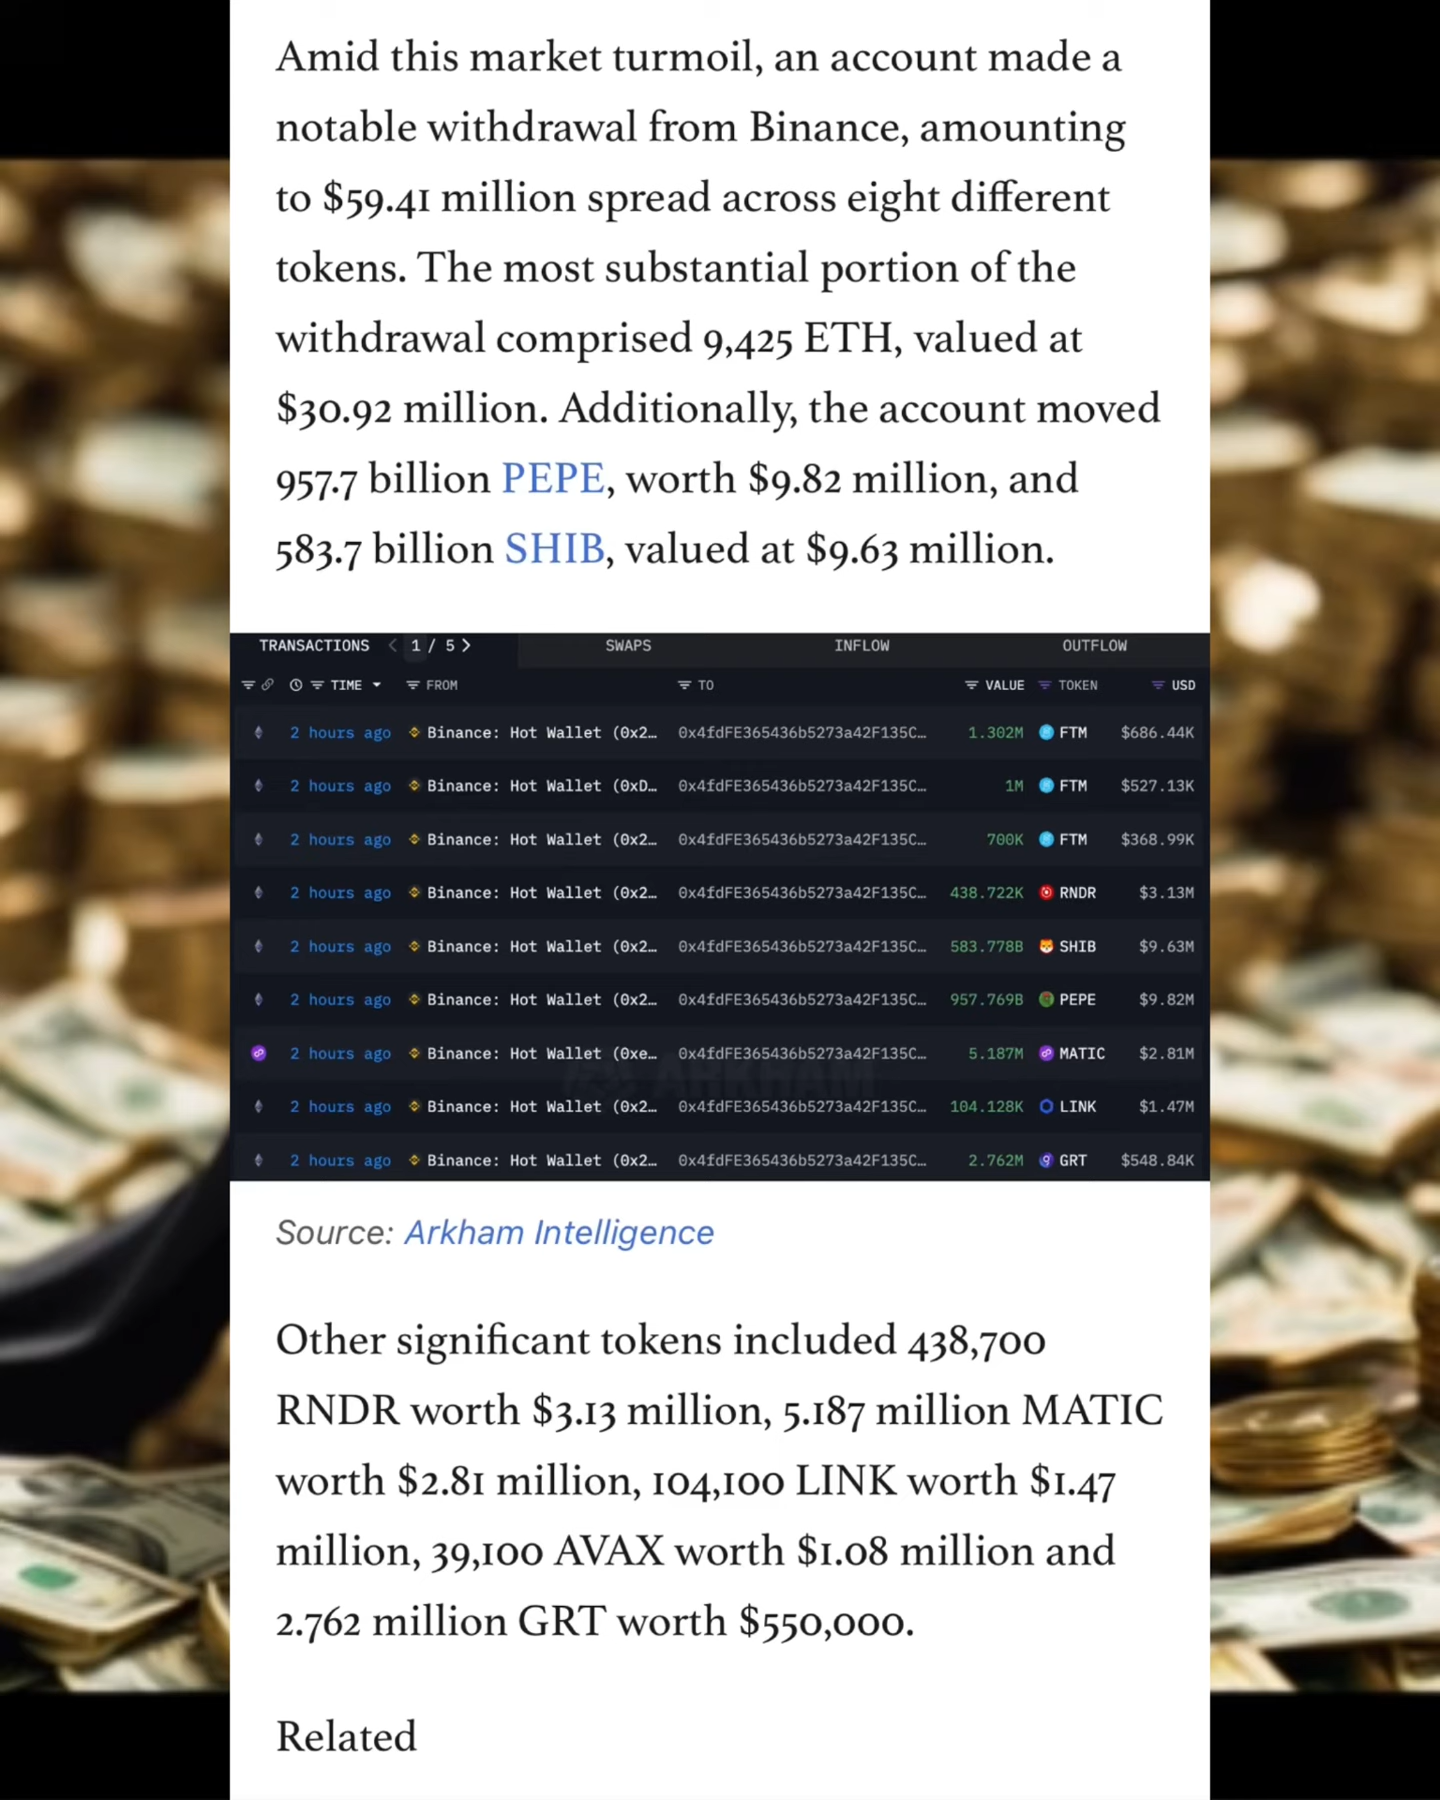 Amid this market turmoil, an account made a
notable withdrawal from Binance, amounting
to $59.41 million spread across eight different
tokens. The most substantial portion of the
withdrawal comprised 9,425 ETH, valued at
$30.92 million. Additionally, the account moved
957.7 billion PEPE, worth $9.82 million, and
583.7 billion SHIB, valued at $9.63 million.
TRANSACTIONS < 1 / 5 > SWAPS INFLOW OUTFLOW
TIME FROM TO VALUE TOKEN USD
2 hours ago Binance: Hot Wallet (0x2… 0x4fdFE365436b5273a42F135C… 1.302M FTM $686.44K
2 hours ago Binance: Hot Wallet (0xD… 0x4fdFE365436b5273a42F135C… 1M FTM $527.13K
2 hours ago Binance: Hot Wallet (0x2… 0x4fdFE365436b5273a42F135C… 700K FTM $368.99K
2 hours ago Binance: Hot Wallet (0x2… 0x4fdFE365436b5273a42F135C… 438.722K RNDR $3.13M
2 hours ago Binance: Hot Wallet (0x2… 0x4fdFE365436b5273a42F135C… 583.778B SHIB $9.63M
2 hours ago Binance: Hot Wallet (0x2… 0x4fdFE365436b5273a42F135C… 957.769B PEPE $9.82M
2 hours ago Binance: Hot Wallet (0xe… 0x4fdFE365436b5273a42F135C… 5.187M MATIC $2.81M
ARKHAM
2 hours ago Binance: Hot Wallet (0x2… 0x4fdFE365436b5273a42F135C… 104.128K LINK $1.47M
2 hours ago Binance: Hot Wallet (0x2… 0x4fdFE365436b5273a42F135C… 2.762M GRT $548.84K
Source: Arkham Intelligence
Other significant tokens included 438,700
RNDR worth $3.13 million, 5.187 million MATIC
worth $2.81 million, 104,100 LINK worth $1.47
million, 39,100 AVAX worth $1.08 million and
2.762 million GRT worth $550,000.
Related